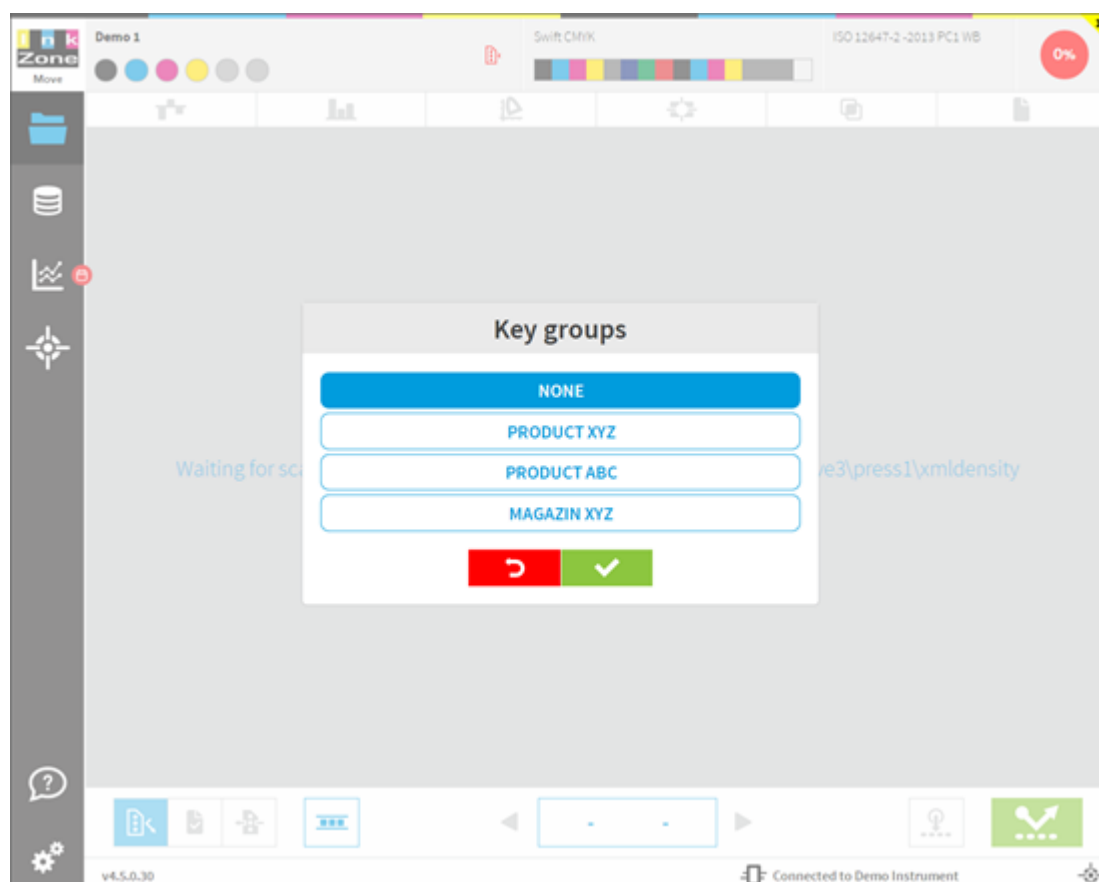 Ink
Zone
Move
Demo 1
Swift CMYK
ISO 12647-2 -2013 PC1 WB
0%
1
Key groups
NONE
PRODUCT XYZ
PRODUCT ABC
MAGAZIN XYZ
Waiting for sc
ve3\press1\xmldensity
v4.5.0.30
Connected to Demo Instrument